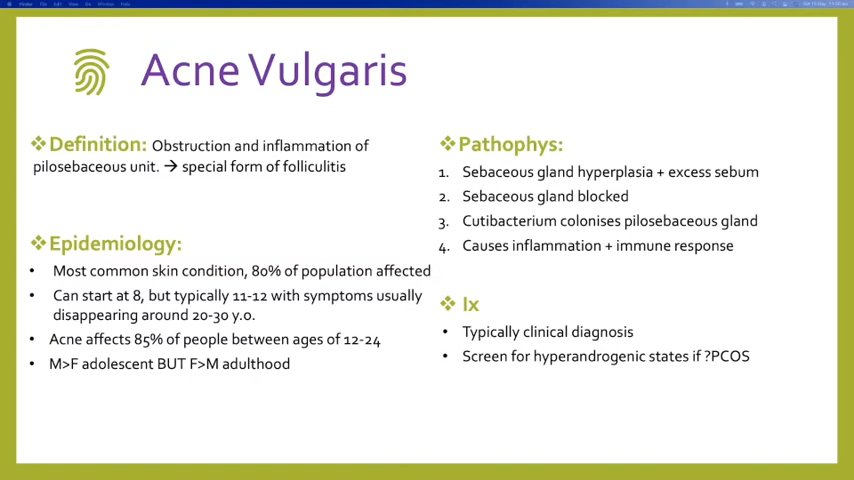 Acne Vulgaris
❖Definition: Obstruction and inflammation of
pilosebaceous unit. → special form of folliculitis
❖Epidemiology:
• Most common skin condition, 80% of population affected
• Can start at 8, but typically 11-12 with symptoms usually
disappearing around 20-30 y.o.
• Acne affects 85% of people between ages of 12-24
• M>F adolescent BUT F>M adulthood
❖Pathophys:
1. Sebaceous gland hyperplasia + excess sebum
2. Sebaceous gland blocked
3. Cutibacterium colonises pilosebaceous gland
4. Causes inflammation + immune response
❖ Ix
• Typically clinical diagnosis
• Screen for hyperandrogenic states if ?PCOS